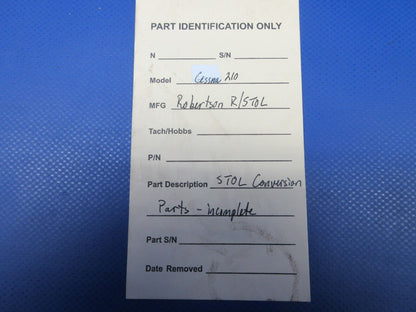 PART IDENTIFICATION ONLY
N S/N
Model Cessna 210
MFG Robertson R/STOL
Tach/Hobbs
P/N
Part Description STOL Conversion
Parts - incomplete
Part S/N
Date Removed